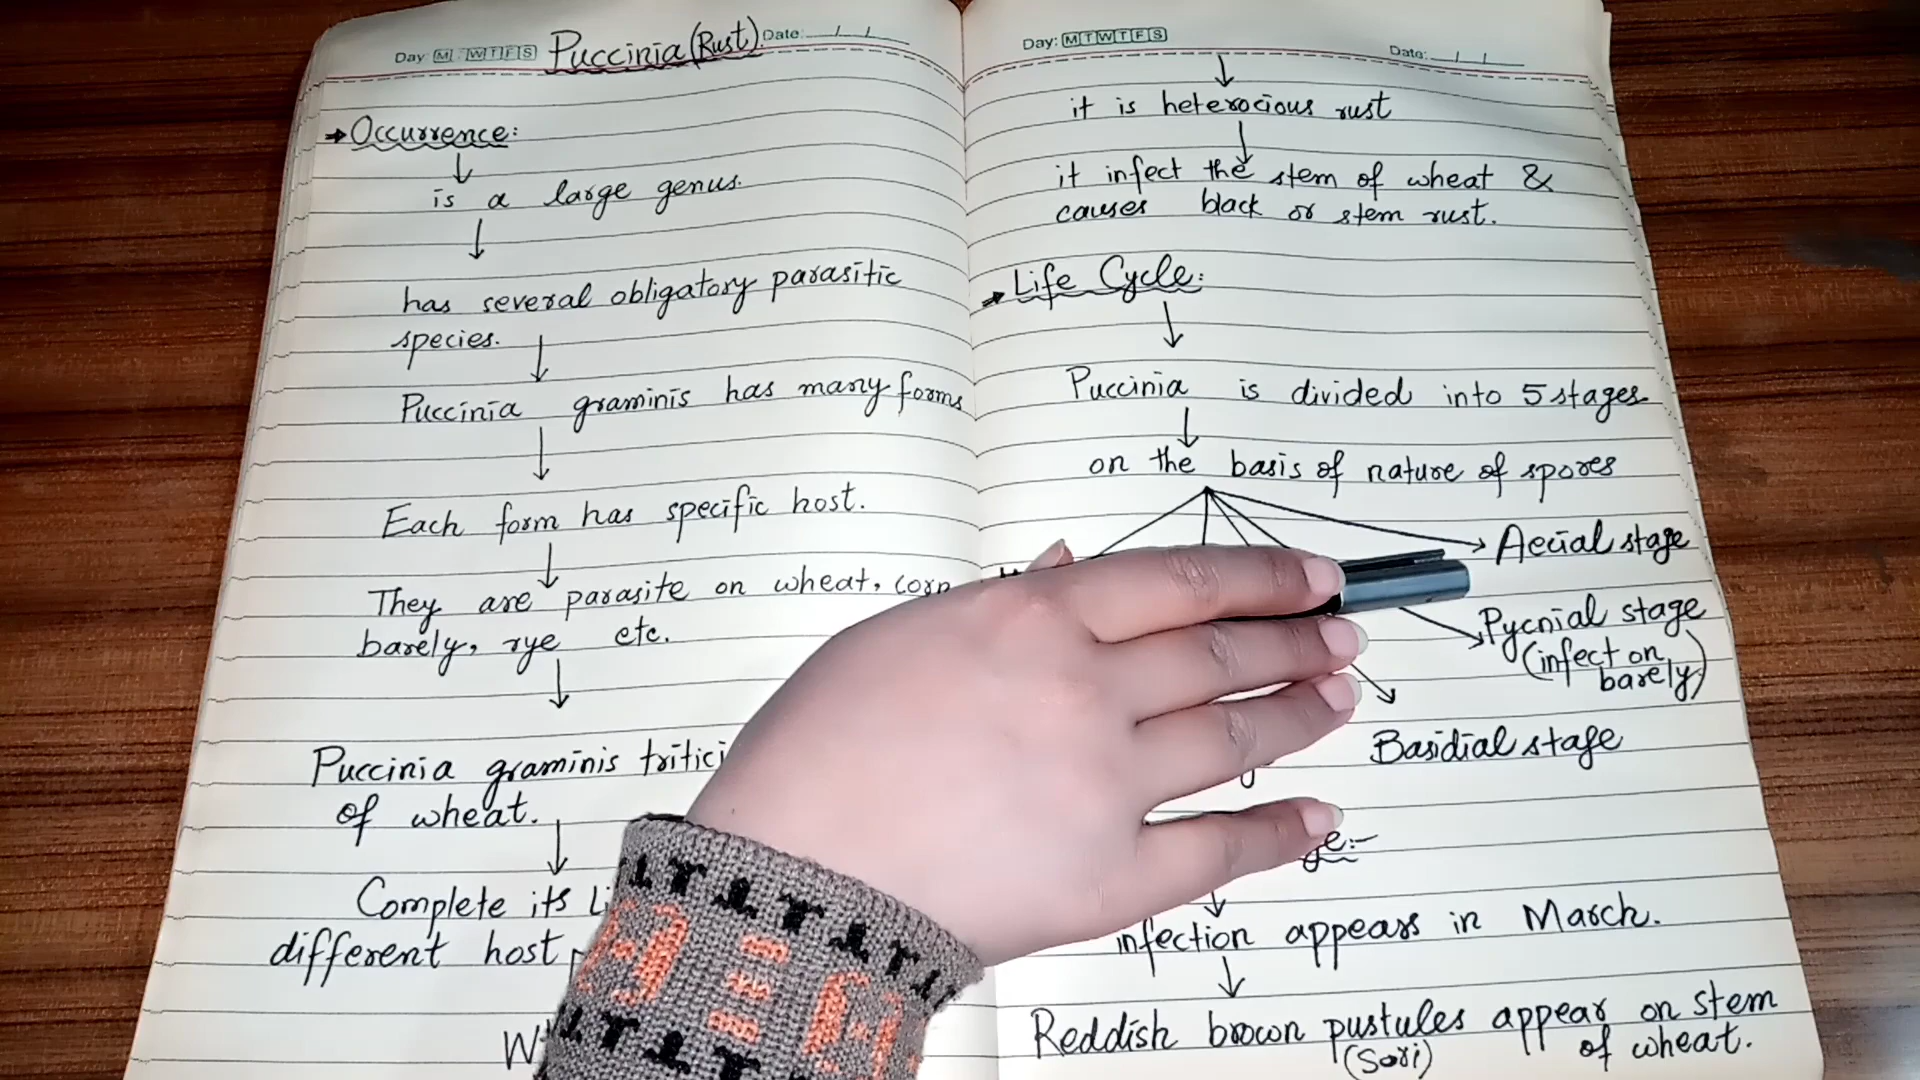 Day: M WTFS Puccinia (Rust) Date: / /
→ Occurrence:
is a large genus.
has several obligatory parasitic
species.
Puccinia graminis has many forms
Each form has specific host.
They are parasite on wheat, corn
barely, rye etc.
Puccinia graminis tritici
of wheat.
Complete its
different host
Day: MTWTFS Date: / /
it is heterocious rust
it infect the stem of wheat &
causes black or stem rust.
→ Life Cycle:
Puccinia is divided into 5 stages
on the basis of nature of spores
Aecial stage
Pycnial stage
(infect on
barely)
Basidial stage
infection appears in March.
Reddish brown pustules appear on stem
(Sori) of wheat.